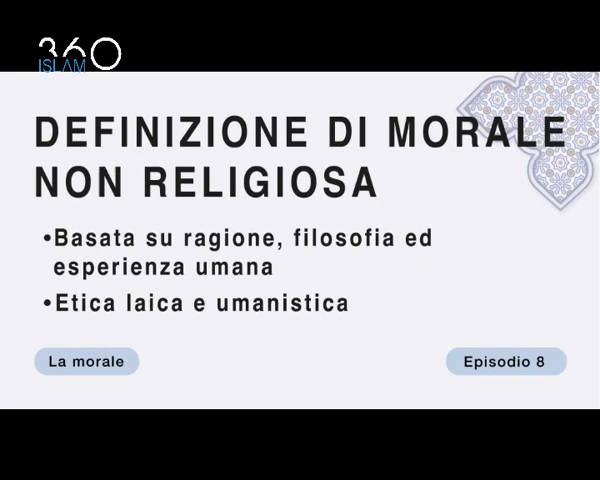 360
ISLAM
DEFINIZIONE DI MORALE
NON RELIGIOSA
•Basata su ragione, filosofia ed
esperienza umana
•Etica laica e umanistica
La morale
Episodio 8